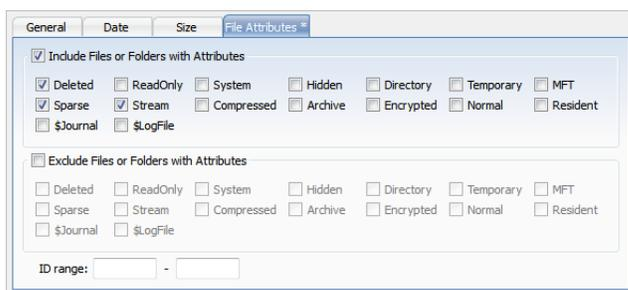 General Date Size File Attributes *
Include Files or Folders with Attributes
Deleted ReadOnly System Hidden Directory Temporary MFT
Sparse Stream Compressed Archive Encrypted Normal Resident
$Journal $LogFile
Exclude Files or Folders with Attributes
Deleted ReadOnly System Hidden Directory Temporary MFT
Sparse Stream Compressed Archive Encrypted Normal Resident
$Journal $LogFile
ID range: -